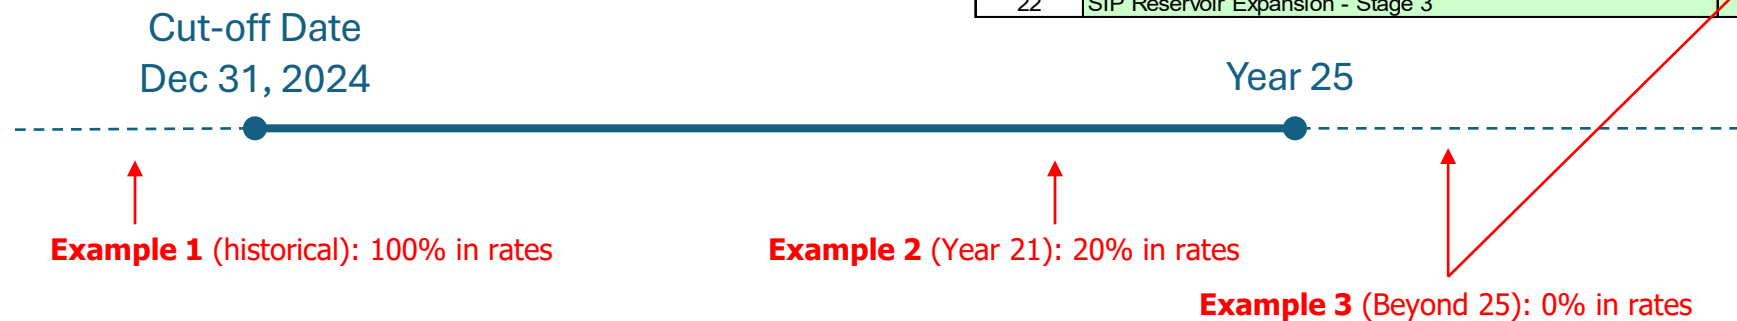 22 SIP Reservoir Expansion - Stage 3
Cut-off Date
Dec 31, 2024
Year 25
Example 1 (historical): 100% in rates
Example 2 (Year 21): 20% in rates
Example 3 (Beyond 25): 0% in rates